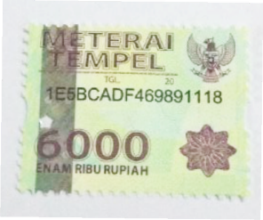 METERAI
TEMPEL
TGL. 20
1E5BCADF469891118
6000
ENAM RIBU RUPIAH